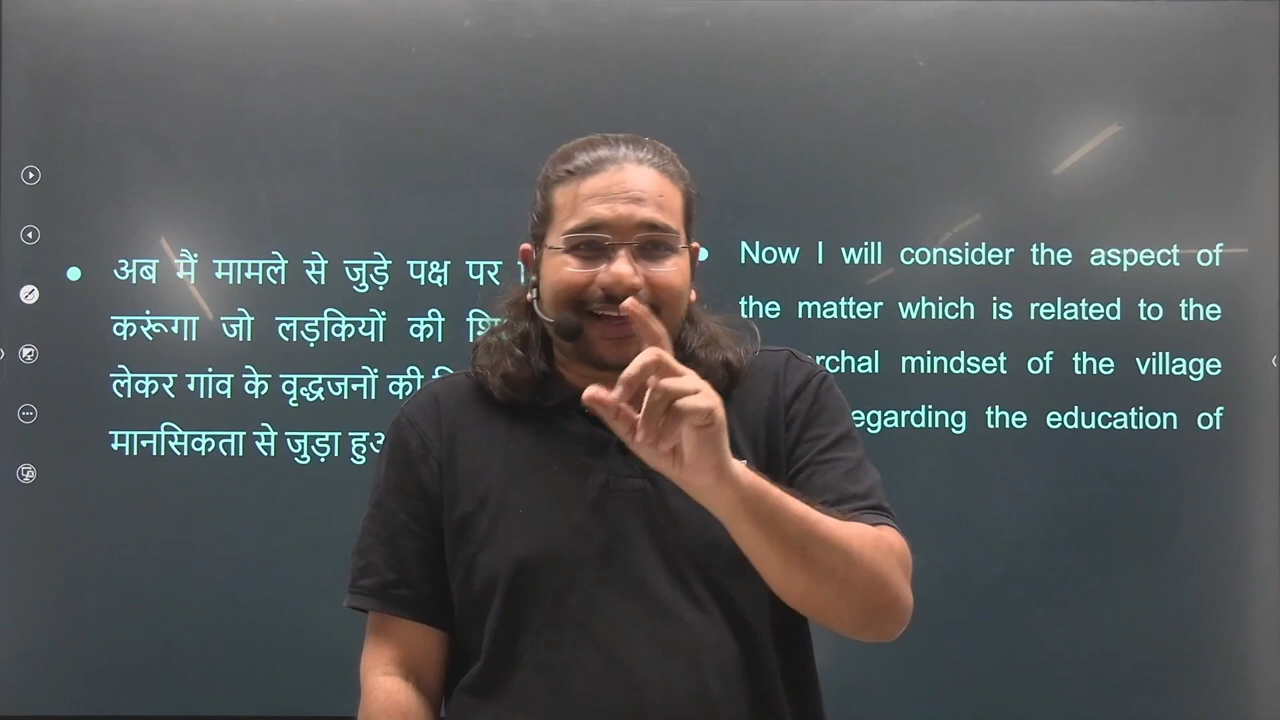 अब मैं मामले से जुड़े पक्ष पर
करूंगा जो लड़कियों की
लेकर गांव के वृद्धजनों की
मानसिकता से जुड़ा
Now I will consider the aspect of
the matter which is related to the
mindset of the village
the education of